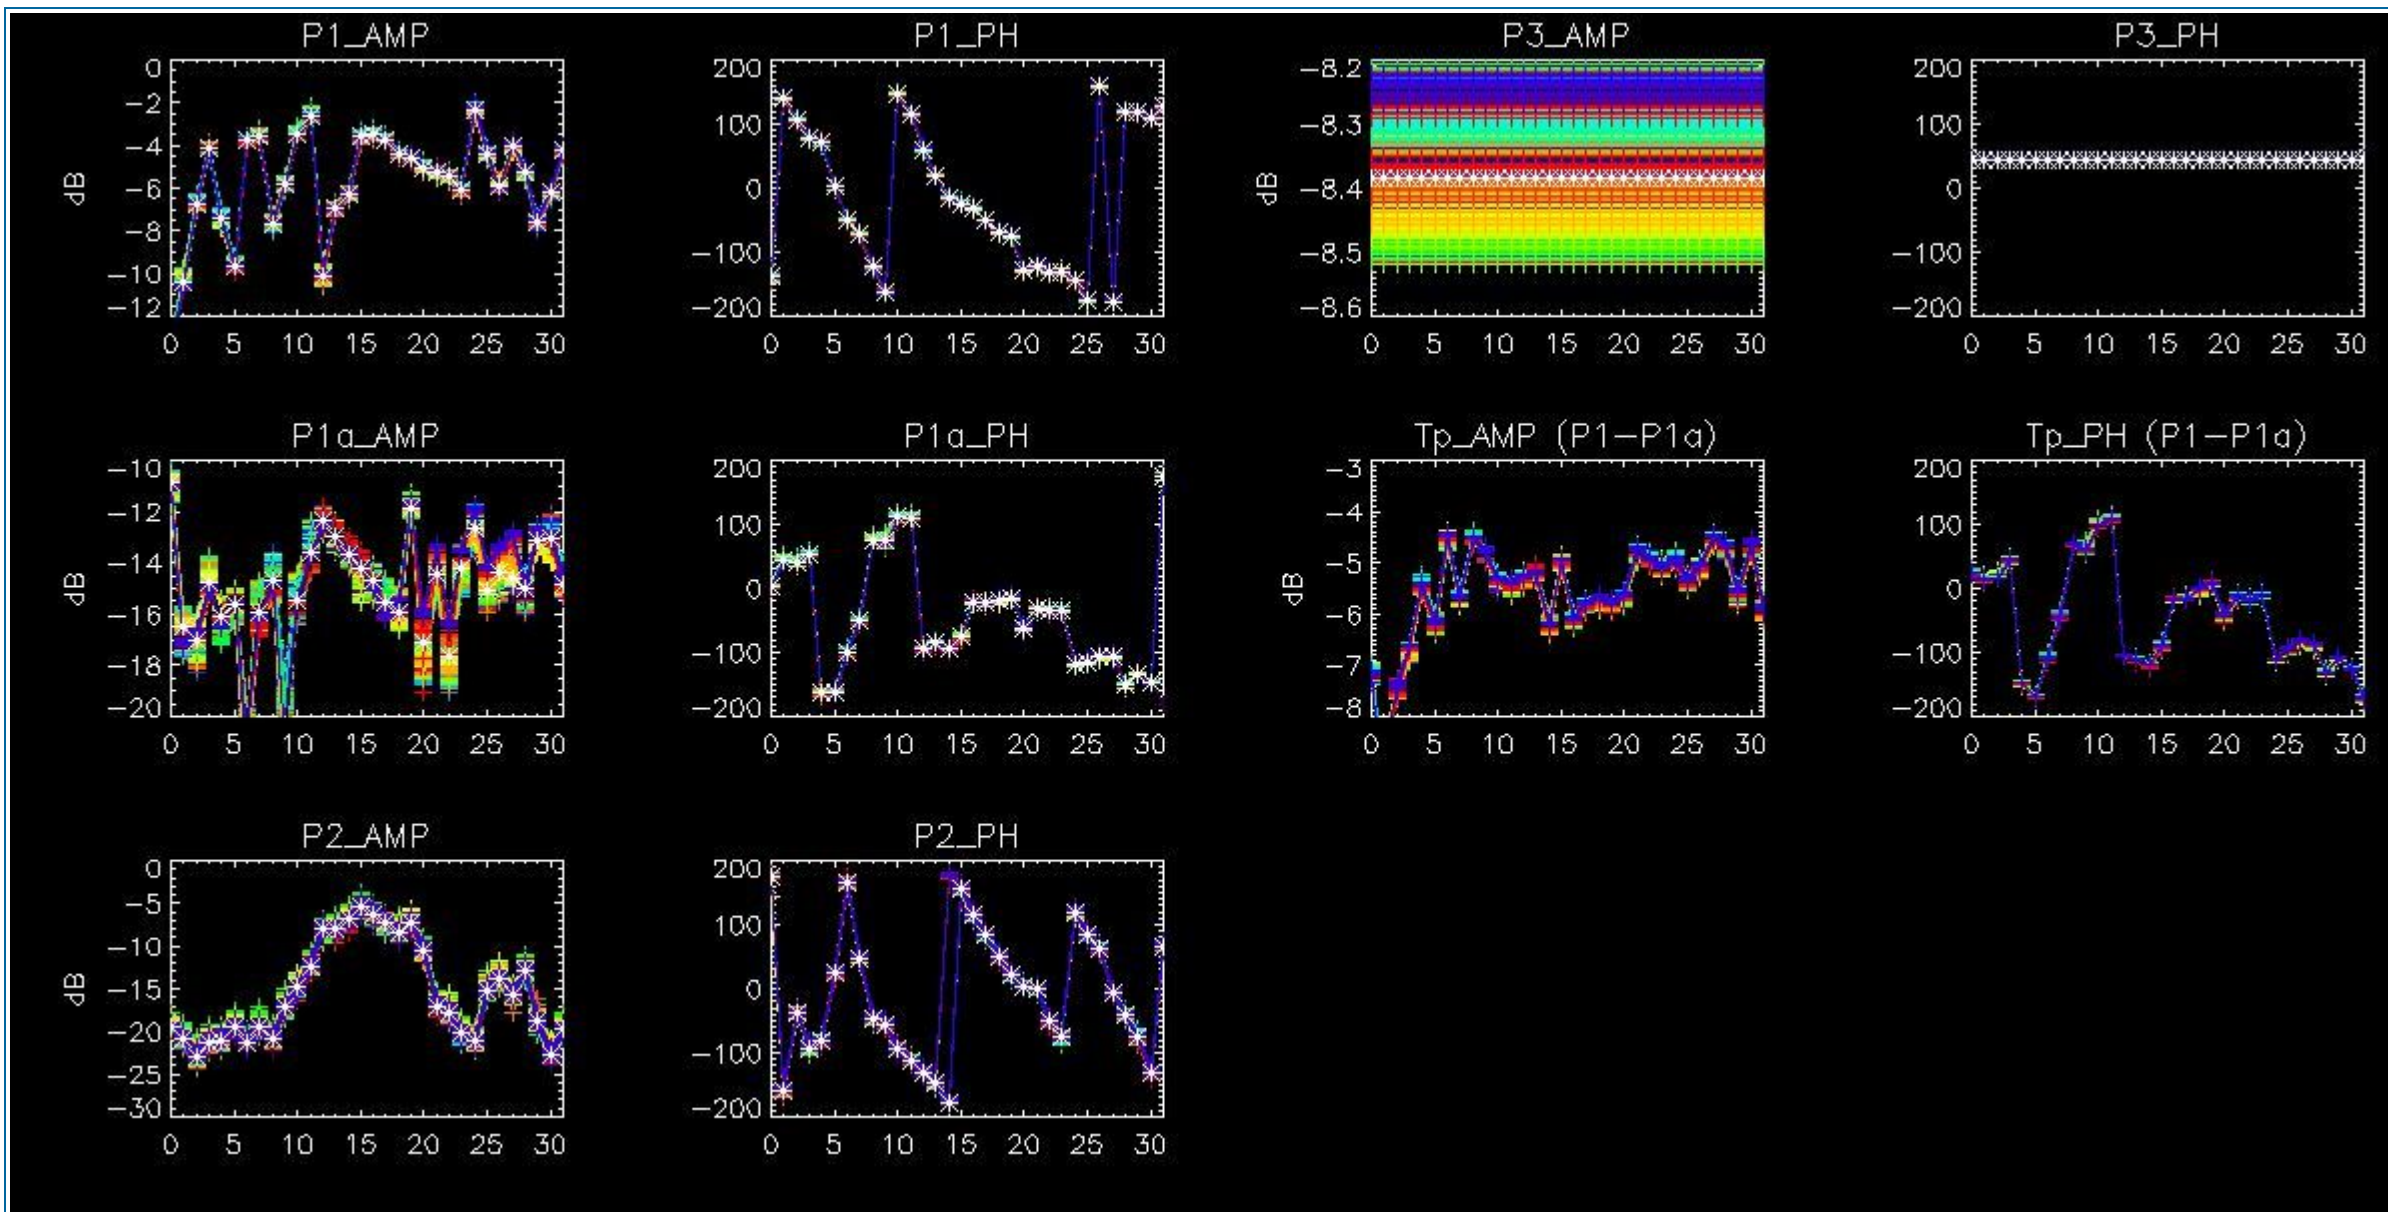 P1_AMP
0
−2
−4
−6
−8
−10
−12
dB
0 5 10 15 20 25 30
P1_PH
200
100
0
−100
−200
0 5 10 15 20 25 30
P3_AMP
−8.2
−8.3
−8.4
−8.5
−8.6
dB
0 5 10 15 20 25 30
P3_PH
200
100
0
−100
−200
0 5 10 15 20 25 30
P1a_AMP
−10
−12
−14
−16
−18
−20
dB
0 5 10 15 20 25 30
P1a_PH
200
100
0
−100
−200
0 5 10 15 20 25 30
Tp_AMP (P1−P1a)
−3
−4
−5
−6
−7
−8
dB
0 5 10 15 20 25 30
Tp_PH (P1−P1a)
200
100
0
−100
−200
0 5 10 15 20 25 30
P2_AMP
0
−5
−10
−15
−20
−25
−30
dB
0 5 10 15 20 25 30
P2_PH
200
100
0
−100
−200
0 5 10 15 20 25 30